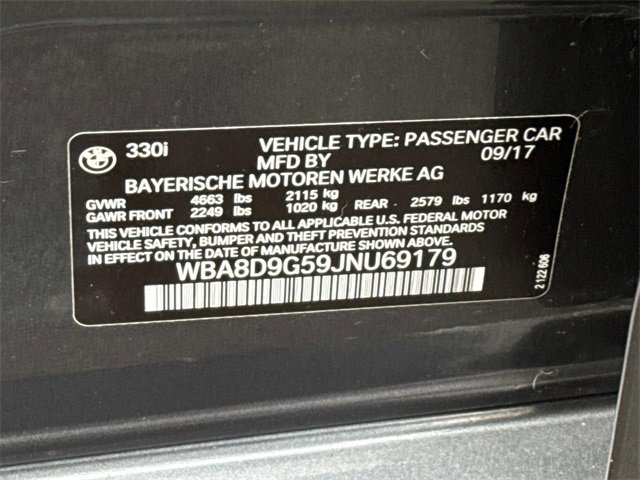 330i VEHICLE TYPE: PASSENGER CAR
MFD BY 09/17
BAYERISCHE MOTOREN WERKE AG
GVWR 4663 lbs 2115 kg
GAWR FRONT 2249 lbs 1020 kg REAR - 2579 lbs 1170 kg
THIS VEHICLE CONFORMS TO ALL APPLICABLE U.S. FEDERAL MOTOR
VEHICLE SAFETY, BUMPER, AND THEFT PREVENTION STANDARDS
IN EFFECT ON THE DATE OF MANUFACTURE SHOWN ABOVE.
WBA8D9G59JNU69179
2 122 606